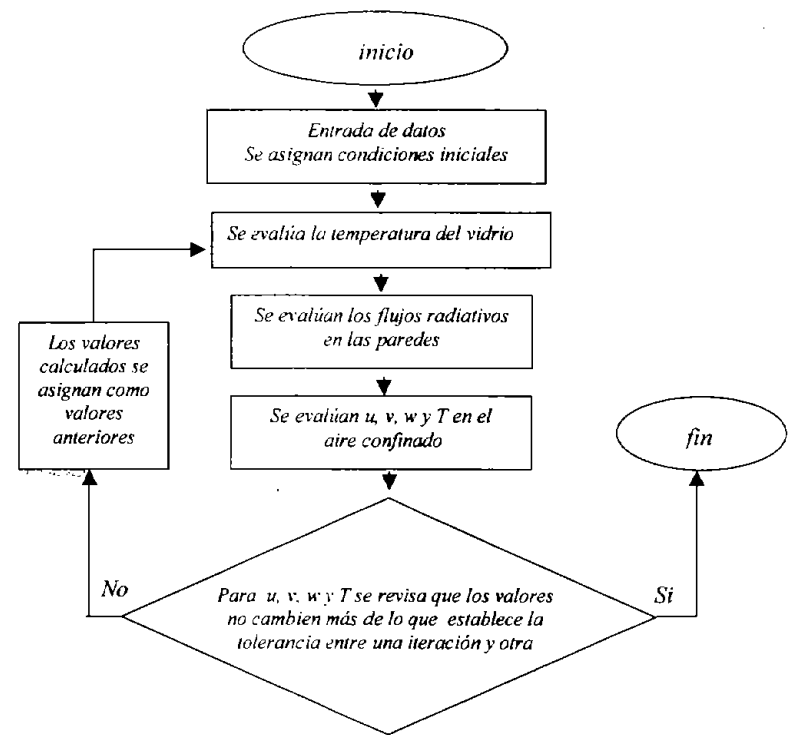 inicio
Entrada de datos
Se asignan condiciones iniciales
Se evalúa la temperatura del vidrio
Se evalúan los flujos radiativos
en las paredes
Los valores
calculados se
asignan como
valores
anteriores
Se evalúan u, v, w y T en el
aire confinado
fin
No
Si
Para u, v, w y T se revisa que los valores
no cambien más de lo que establece la
tolerancia entre una iteración y otra